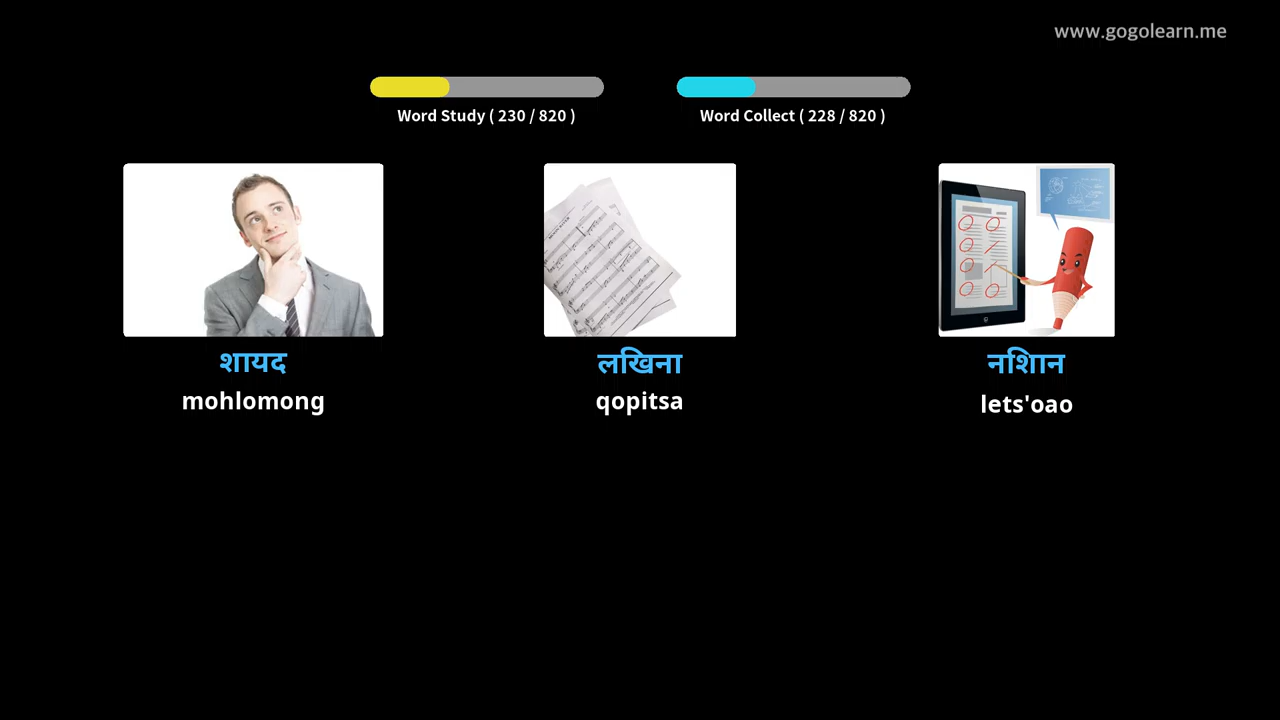 www.gogolearn.me
Word Study ( 230 / 820 )
Word Collect ( 228 / 820 )
शायद
लखिना
नशिान
mohlomong
qopitsa
lets'oao